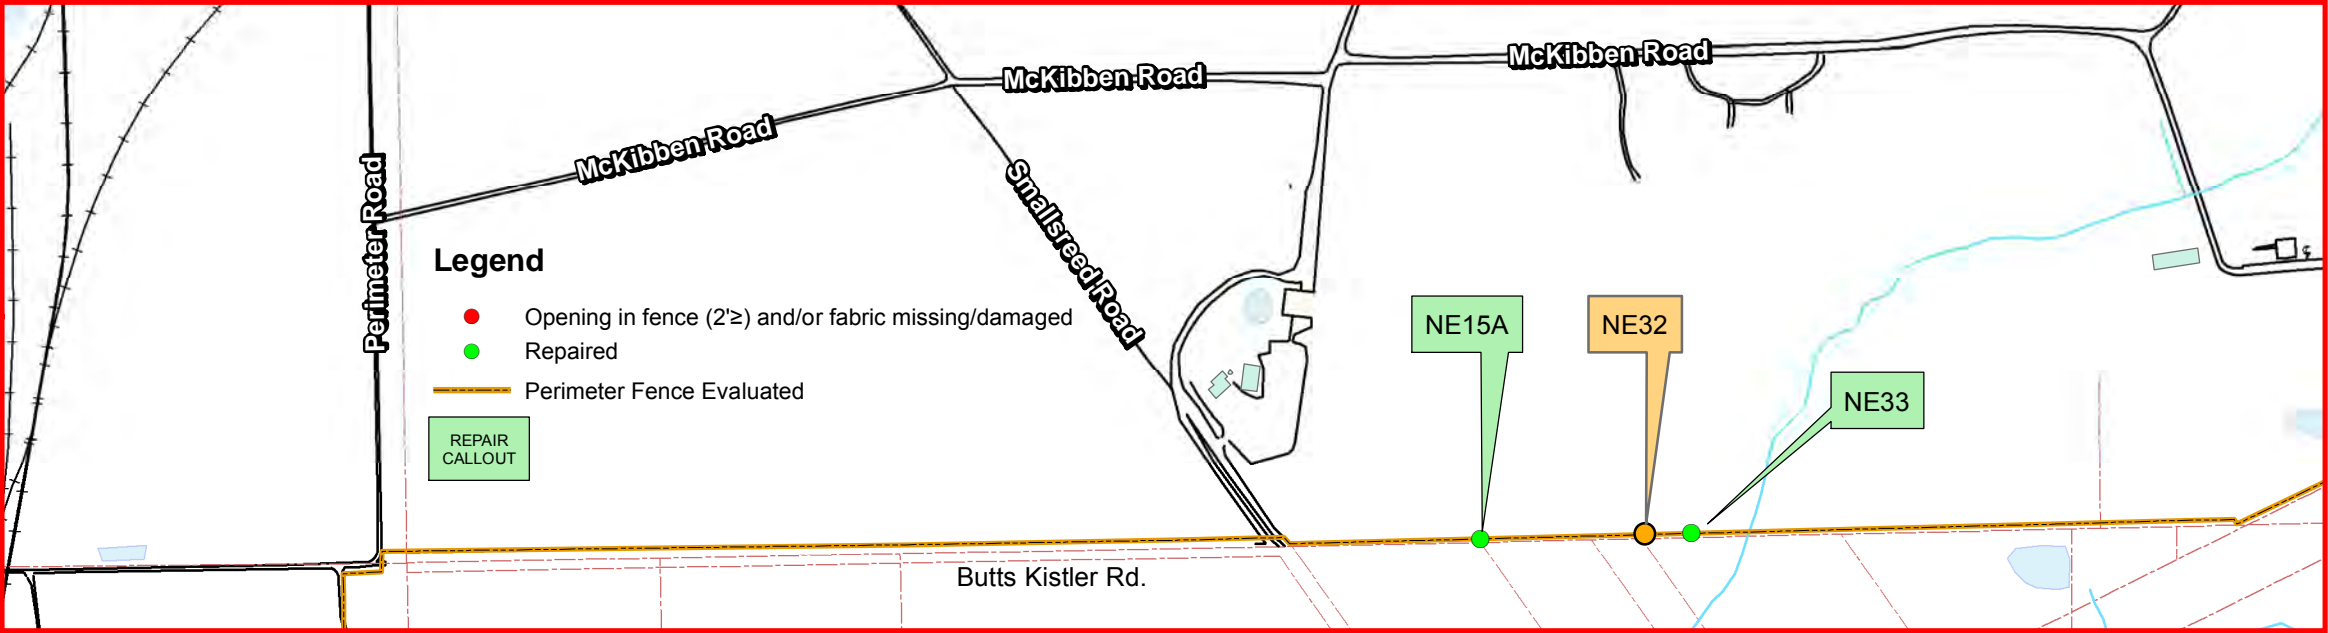 McKibben Road
McKibben Road
McKibben Road
Perimeter Road
Smallsreed Road
Legend
Opening in fence (2'≥) and/or fabric missing/damaged
Repaired
Perimeter Fence Evaluated
REPAIR
CALLOUT
NE15A
NE32
NE33
Butts Kistler Rd.